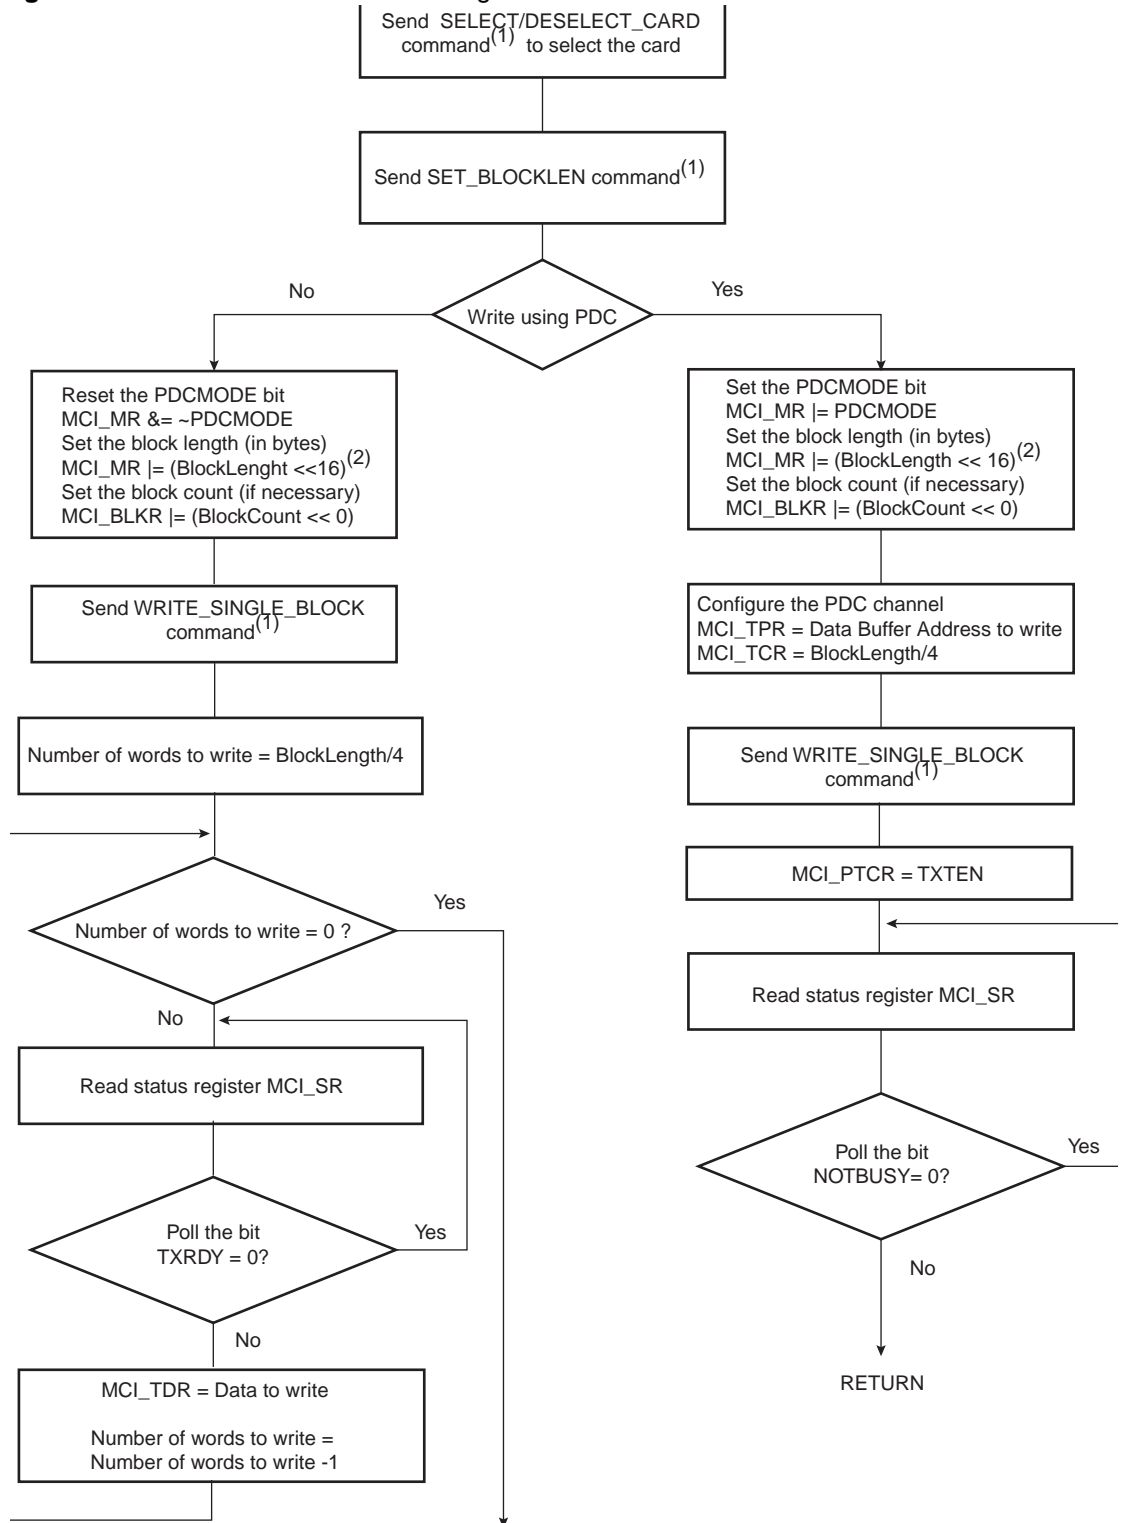 Send SELECT/DESELECT_CARD
command(1) to select the card
Send SET_BLOCKLEN command(1)
No
Yes
Write using PDC
Reset the PDCMODE bit
MCI_MR &= ~PDCMODE
Set the block length (in bytes)
MCI_MR |= (BlockLenght <<16)(2)
Set the block count (if necessary)
MCI_BLKR |= (BlockCount << 0)
Send WRITE_SINGLE_BLOCK
command(1)
Number of words to write = BlockLength/4
Number of words to write = 0 ?
Yes
No
Read status register MCI_SR
Poll the bit
TXRDY = 0?
Yes
No
MCI_TDR = Data to write
Number of words to write =
Number of words to write -1
Set the PDCMODE bit
MCI_MR |= PDCMODE
Set the block length (in bytes)
MCI_MR |= (BlockLength << 16)(2)
Set the block count (if necessary)
MCI_BLKR |= (BlockCount << 0)
Configure the PDC channel
MCI_TPR = Data Buffer Address to write
MCI_TCR = BlockLength/4
Send WRITE_SINGLE_BLOCK
command(1)
MCI_PTCR = TXTEN
Read status register MCI_SR
Poll the bit
NOTBUSY= 0?
Yes
No
RETURN